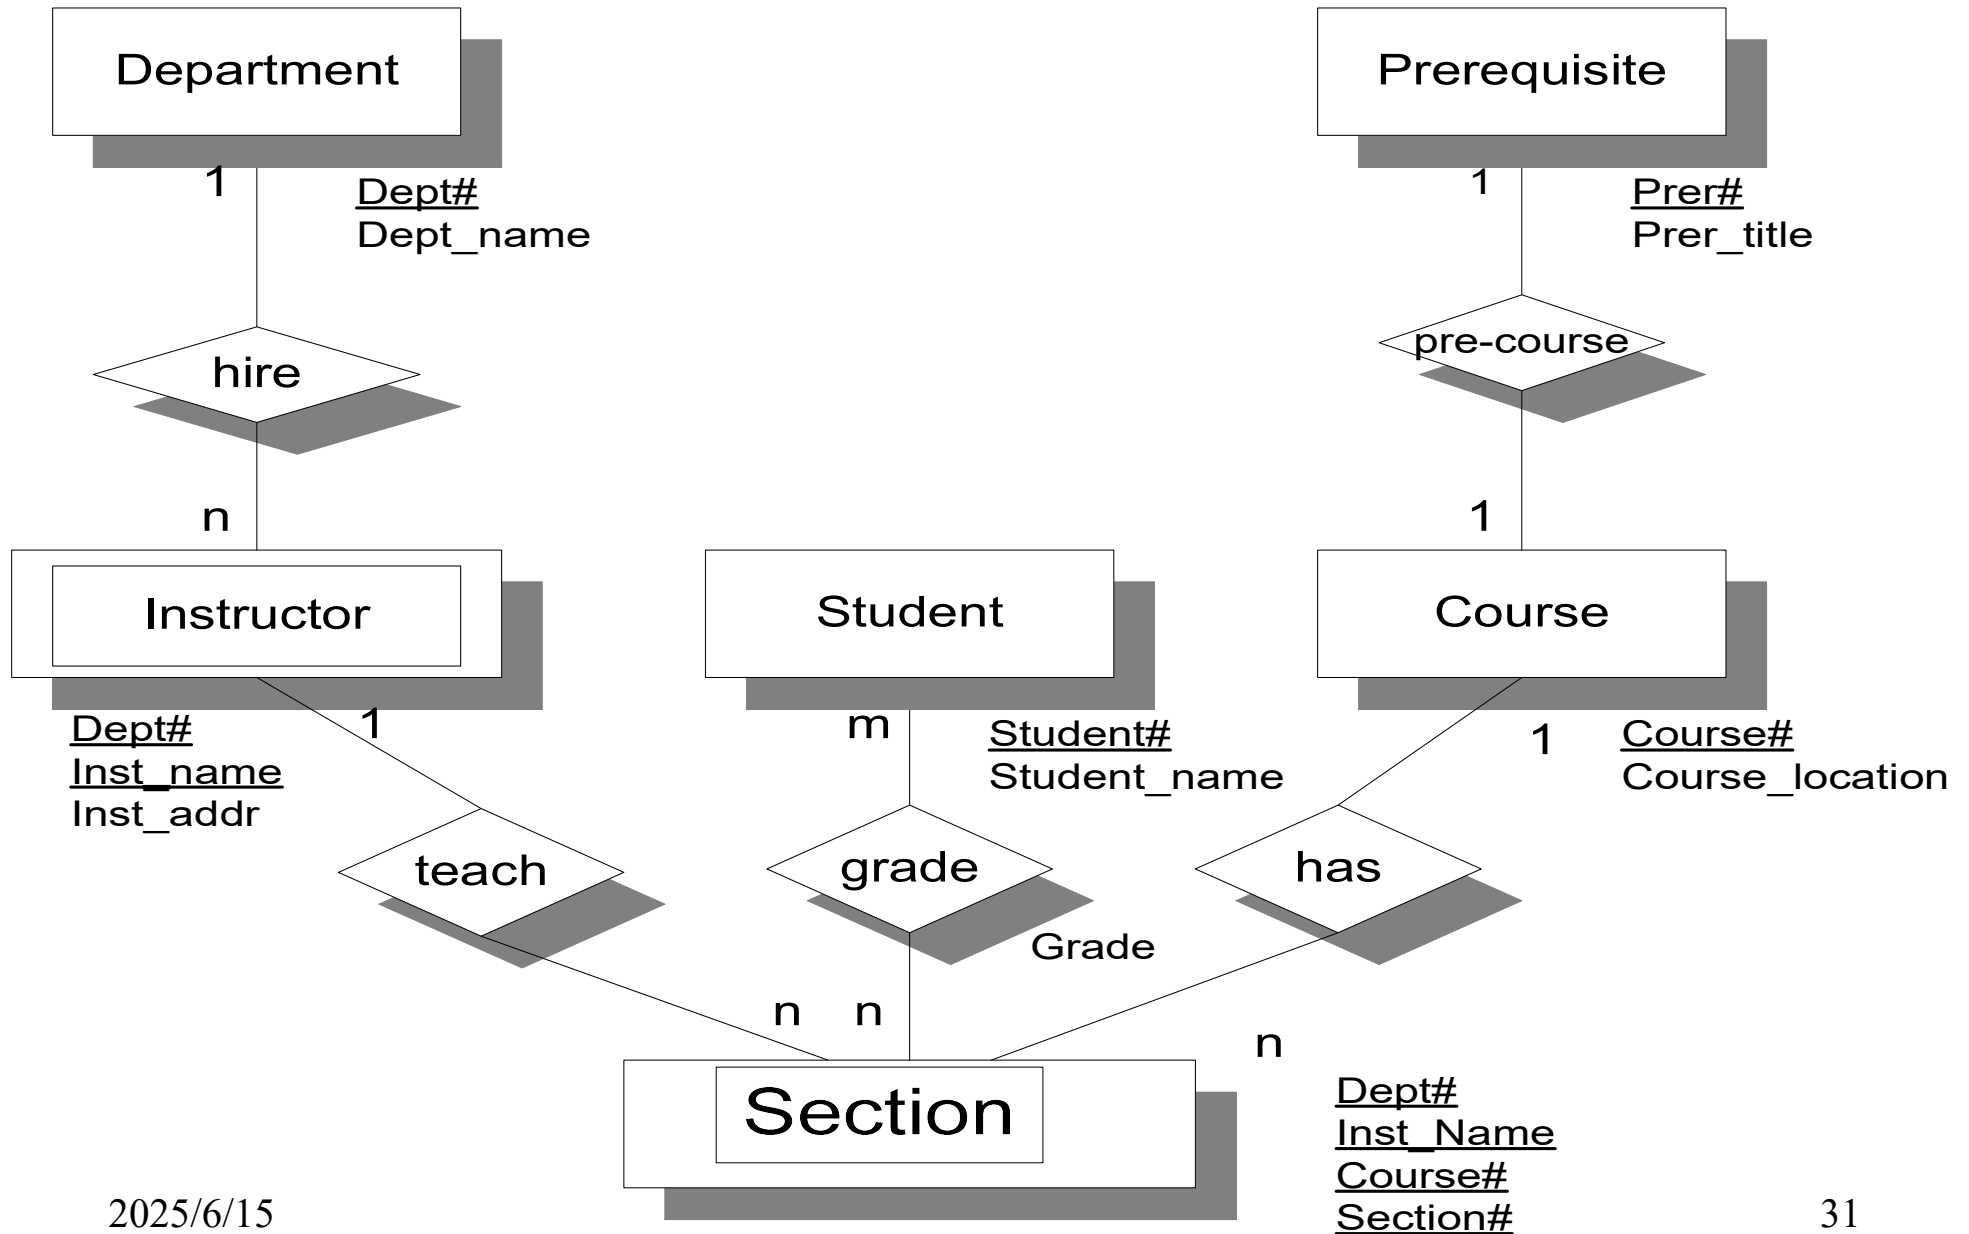 Department
Prerequisite
1
Dept#
Dept_name
1
Prer#
Prer_title
hire
pre-course
n
1
Instructor
Student
Course
1
Dept#
Inst_name
Inst_addr
m
Student#
Student_name
1
Course#
Course_location
teach
grade
has
Grade
n
n
n
Section
Dept#
Inst_Name
Course#
Section#
2025/6/15
31